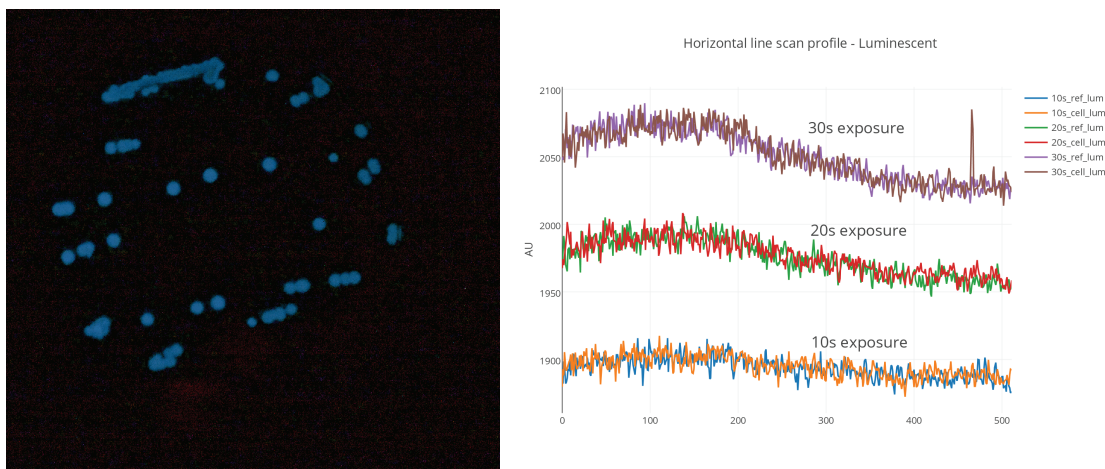 Horizontal line scan profile - Luminescent
2100
2050
2000
1950
1900
AU
30s exposure
20s exposure
10s exposure
0
100
200
300
400
500
10s_ref_lum
10s_cell_lum
20s_ref_lum
20s_cell_lum
30s_ref_lum
30s_cell_lum